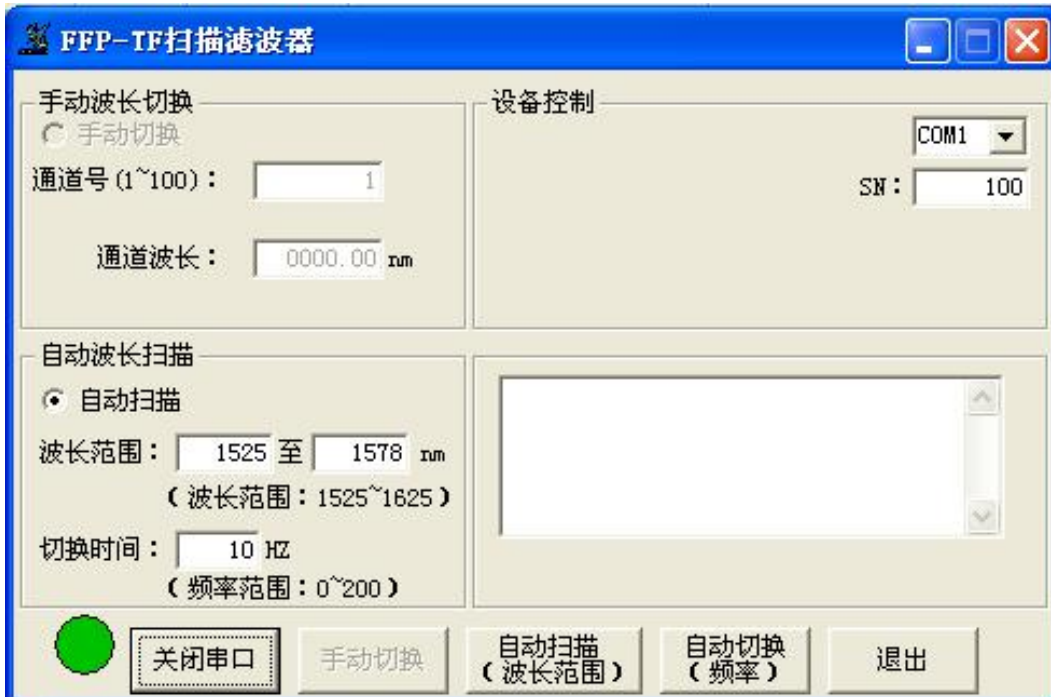 FFP-TF扫描滤波器
手动波长切换
手动切换
通道号(1~100)： 1
通道波长： 0000.00 nm
设备控制
COM1
SN： 100
自动波长扫描
自动扫描
波长范围： 1525 至 1578 nm
(波长范围：1525~1625)
切换时间： 10 HZ
(频率范围：0~200)
关闭串口
手动切换
自动扫描
(波长范围)
自动切换
(频率)
退出